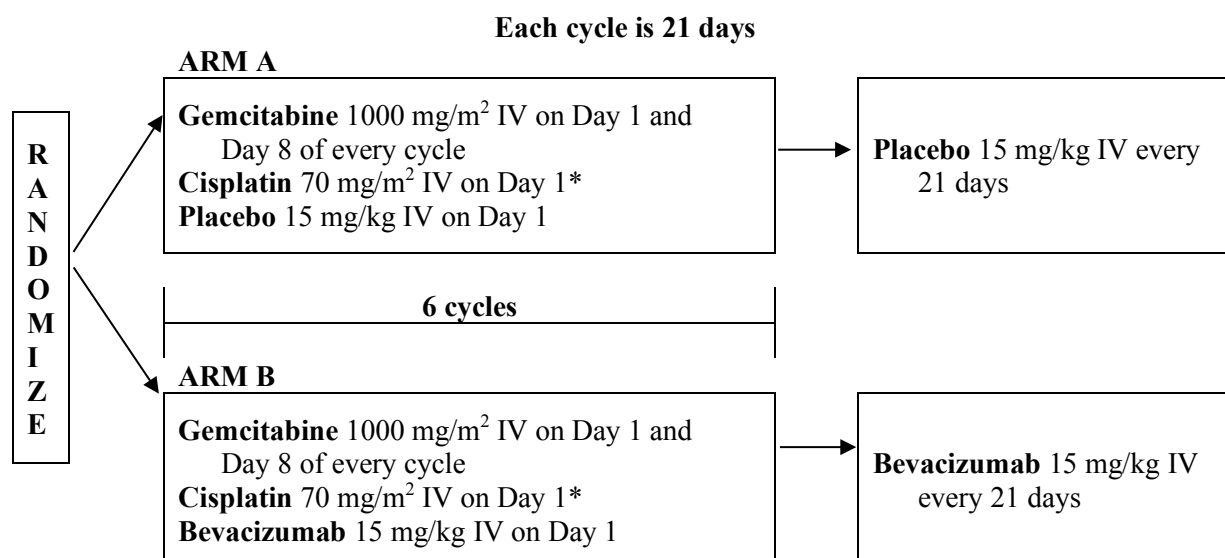 Each cycle is 21 days
ARM A
Gemcitabine 1000 mg/m² IV on Day 1 and
Day 8 of every cycle
Cisplatin 70 mg/m² IV on Day 1*
Placebo 15 mg/kg IV on Day 1
Placebo 15 mg/kg IV every
21 days
R
A
N
D
O
M
I
Z
E
6 cycles
ARM B
Gemcitabine 1000 mg/m² IV on Day 1 and
Day 8 of every cycle
Cisplatin 70 mg/m² IV on Day 1*
Bevacizumab 15 mg/kg IV on Day 1
Bevacizumab 15 mg/kg IV
every 21 days